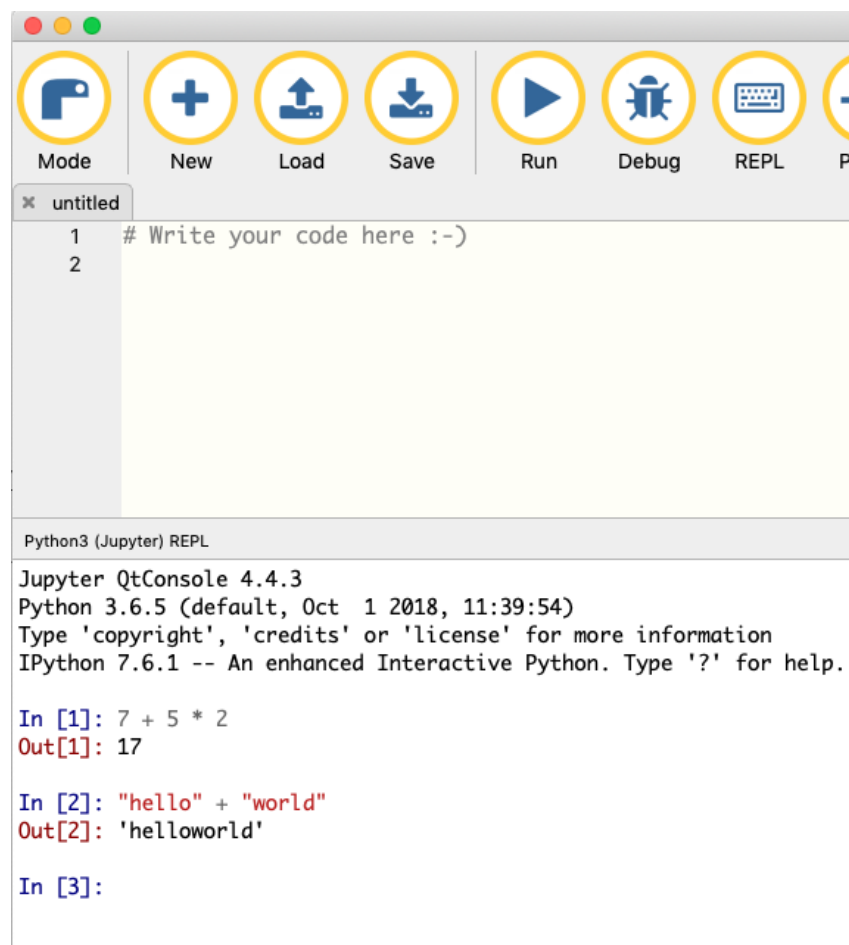 Mode New Load Save Run Debug REPL P
untitled
1 # Write your code here :-)
2
Python3 (Jupyter) REPL
Jupyter QtConsole 4.4.3
Python 3.6.5 (default, Oct  1 2018, 11:39:54)
Type 'copyright', 'credits' or 'license' for more information
IPython 7.6.1 -- An enhanced Interactive Python. Type '?' for help.
In [1]: 7 + 5 * 2
Out[1]: 17
In [2]: "hello" + "world"
Out[2]: 'helloworld'
In [3]: